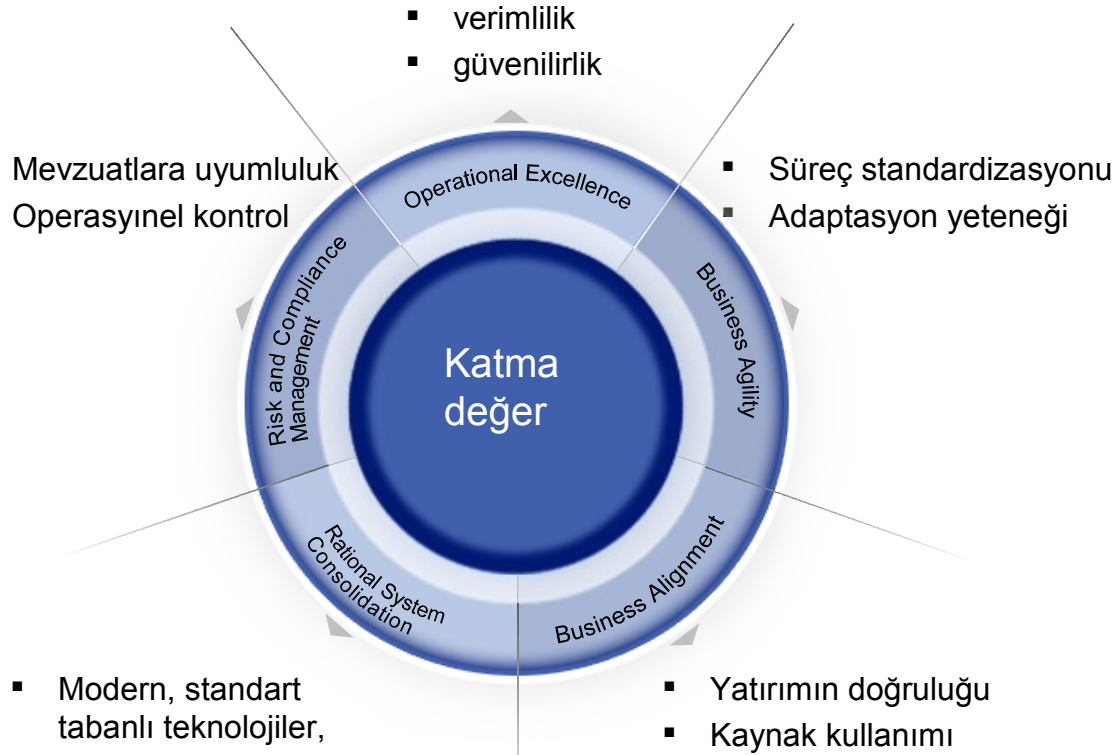 ▪ verimlilik
▪ güvenilirlik
Mevzuatlara uyumluluk
Operasyınel kontrol
▪ Süreç standardizasyonu
▪ Adaptasyon yeteneği
Operational Excellence
Risk and Compliance
Management
Business Agility
Katma
değer
Rational System
Consolidation
Business Alignment
▪ Modern, standart
tabanlı teknolojiler,
▪ Yatırımın doğruluğu
▪ Kaynak kullanımı